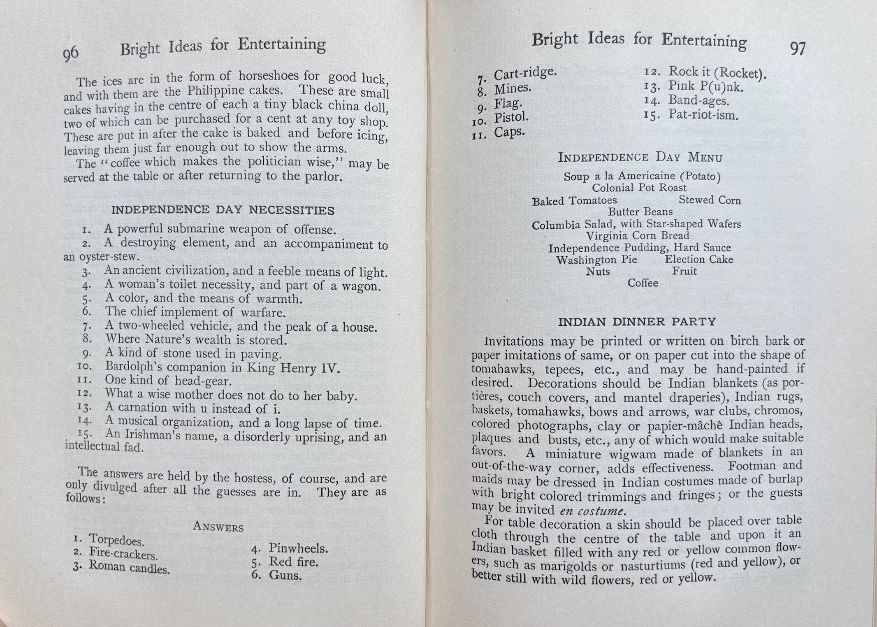 96 Bright Ideas for Entertaining
The ices are in the form of horseshoes for good luck,
and with them are the Philippine cakes. These are small
cakes having in the centre of each a tiny black china doll,
two of which can be purchased for a cent at any toy shop.
These are put in after the cake is baked and before icing,
leaving them just far enough out to show the arms.
The "coffee which makes the politician wise," may be
served at the table or after returning to the parlor.
INDEPENDENCE DAY NECESSITIES
1. A powerful submarine weapon of offense.
2. A destroying element, and an accompaniment to
an oyster-stew.
3. An ancient civilization, and a feeble means of light.
4. A woman's toilet necessity, and part of a wagon.
5. A color, and the means of warmth.
6. The chief implement of warfare.
7. A two-wheeled vehicle, and the peak of a house.
8. Where Nature's wealth is stored.
9. A kind of stone used in paving.
10. Bardolph's companion in King Henry IV.
11. One kind of head-gear.
12. What a wise mother does not do to her baby.
13. A carnation with u instead of i.
14. A musical organization, and a long lapse of time.
15. An Irishman's name, a disorderly uprising, and an
intellectual fad.
The answers are held by the hostess, of course, and are
only divulged after all the guesses are in. They are as
follows:
ANSWERS
1. Torpedoes.
2. Fire-crackers.
3. Roman candles.
4. Pinwheels.
5. Red fire.
6. Guns.
Bright Ideas for Entertaining 97
7. Cart-ridge.
8. Mines.
9. Flag.
10. Pistol.
11. Caps.
12. Rock it (Rocket).
13. Pink P(u)nk.
14. Band-ages.
15. Pat-riot-ism.
INDEPENDENCE DAY MENU
Soup a la Americaine (Potato)
Colonial Pot Roast
Baked Tomatoes Stewed Corn
Butter Beans
Columbia Salad, with Star-shaped Wafers
Virginia Corn Bread
Independence Pudding, Hard Sauce
Washington Pie Election Cake
Nuts Fruit
Coffee
INDIAN DINNER PARTY
Invitations may be printed or written on birch bark or
paper imitations of same, or on paper cut into the shape of
tomahawks, tepees, etc., and may be hand-painted if
desired. Decorations should be Indian blankets (as por-
tières, couch covers, and mantel draperies), Indian rugs,
baskets, tomahawks, bows and arrows, war clubs, chromos,
colored photographs, clay or papier-mâché Indian heads,
plaques and busts, etc., any of which would make suitable
favors. A miniature wigwam made of blankets in an
out-of-the-way corner, adds effectiveness. Footman and
maids may be dressed in Indian costumes made of burlap
with bright colored trimmings and fringes; or the guests
may be invited en costume.
For table decoration a skin should be placed over table
cloth through the centre of the table and upon it an
Indian basket filled with any red or yellow common flow-
ers, such as marigolds or nasturtiums (red and yellow), or
better still with wild flowers, red or yellow.